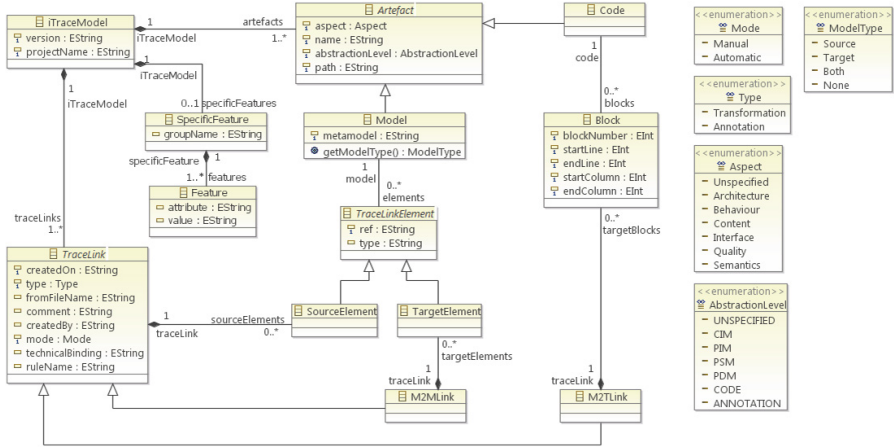 iTraceModel
version : EString
projectName : EString
1
artefacts
iTraceModel
1..*
1
iTraceModel
1
iTraceModel
0..1 specificFeatures
Artefact
aspect : Aspect
name : EString
abstractionLevel : AbstractionLevel
path : EString
Code
1
code
0..*
blocks
SpecificFeature
groupName : EString
specificFeature
1
1..* features
Feature
attribute : EString
value : EString
Model
metamodel : EString
getModelType() : ModelType
1
model
0..*
elements
Block
blockNumber : EInt
startLine : EInt
endLine : EInt
startColumn : EInt
endColumn : EInt
0..*
targetBlocks
TraceLinkElement
ref : EString
type : EString
traceLinks
1..*
TraceLink
createdOn : EString
type : Type
fromFileName : EString
comment : EString
createdBy : EString
mode : Mode
technicalBinding : EString
ruleName : EString
1
traceLink
sourceElements
0..*
SourceElement
TargetElement
0..*
targetElements
1
traceLink
M2MLink
1
traceLink
M2TLink
<<enumeration>>
Mode
Manual
Automatic
<<enumeration>>
ModelType
Source
Target
Both
None
<<enumeration>>
Type
Transformation
Annotation
<<enumeration>>
Aspect
Unspecified
Architecture
Behaviour
Content
Interface
Quality
Semantics
<<enumeration>>
AbstractionLevel
UNSPECIFIED
CIM
PIM
PSM
PDM
CODE
ANNOTATION